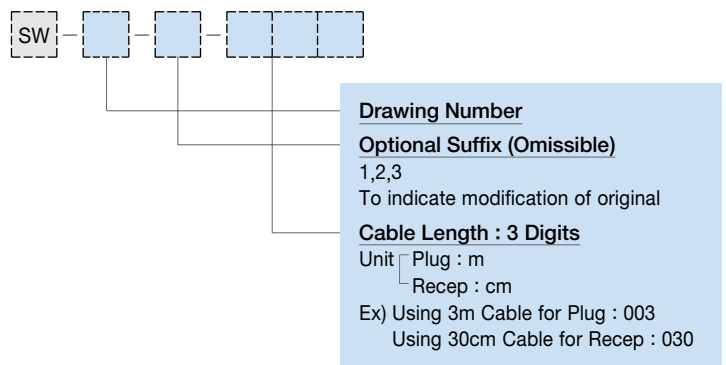 SW
Drawing Number
Optional Suffix (Omissible)
1,2,3
To indicate modification of original
Cable Length : 3 Digits
Unit Plug : m
Recep : cm
Ex) Using 3m Cable for Plug : 003
Using 30cm Cable for Recep : 030